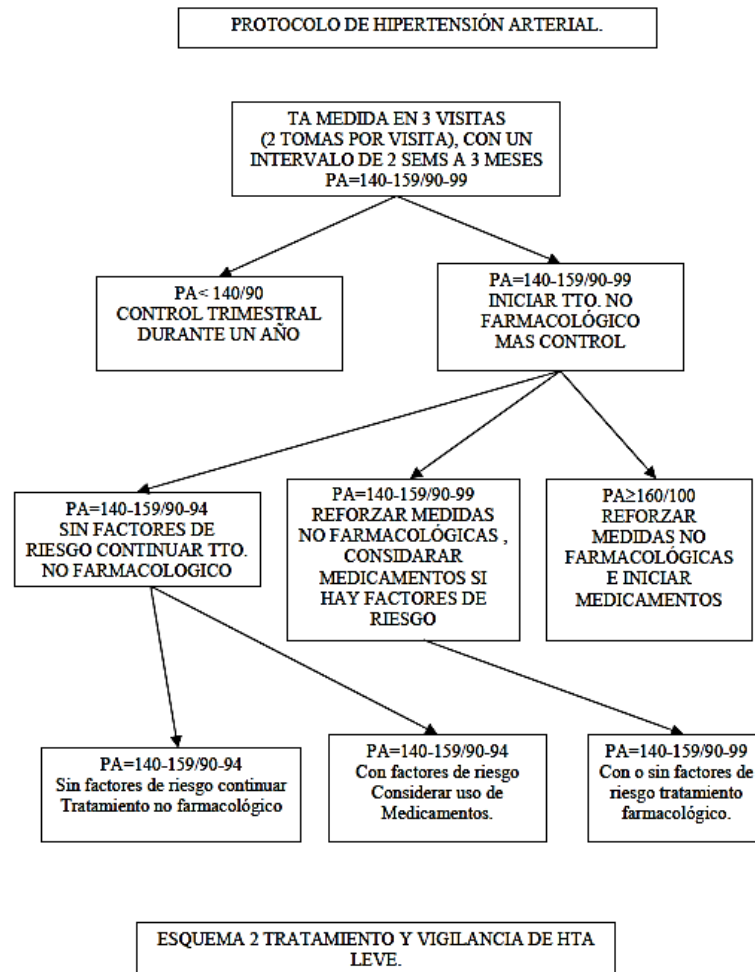 PROTOCOLO DE HIPERTENSIÓN ARTERIAL.
TA MEDIDA EN 3 VISITAS
(2 TOMAS POR VISITA), CON UN
INTERVALO DE 2 SEMS A 3 MESES
PA=140-159/90-99
PA< 140/90
CONTROL TRIMESTRAL
DURANTE UN AÑO
PA=140-159/90-99
INICIAR TTO. NO
FARMACOLÓGICO
MAS CONTROL
PA=140-159/90-94
SIN FACTORES DE
RIESGO CONTINUAR TTO.
NO FARMACOLOGICO
PA=140-159/90-99
REFORZAR MEDIDAS
NO FARMACOLÓGICAS ,
CONSIDARAR
MEDICAMENTOS SI
HAY FACTORES DE
RIESGO
PA≥160/100
REFORZAR
MEDIDAS NO
FARMACOLÓGICAS
E INICIAR
MEDICAMENTOS
PA=140-159/90-94
Sin factores de riesgo continuar
Tratamiento no farmacológico
PA=140-159/90-94
Con factores de riesgo
Considerar uso de
Medicamentos.
PA=140-159/90-99
Con o sin factores de
riesgo tratamiento
farmacológico.
ESQUEMA 2 TRATAMIENTO Y VIGILANCIA DE HTA
LEVE.